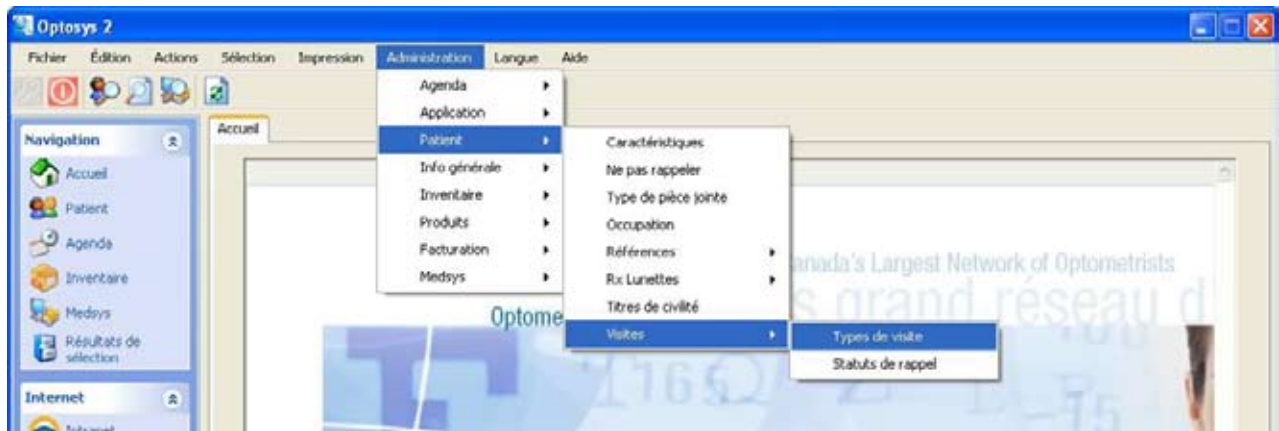 Optosys 2
Fichier Édition Actions Sélection Impression Administration Langue Aide
Agenda
Application
Patient
Info générale
Inventaire
Produits
Facturation
Medsys
Caractéristiques
Ne pas rappeler
Type de pièce jointe
Occupation
Références
Rx Lunettes
Titres de civilité
Visites
Types de visite
Statuts de rappel
Navigation
Accueil
Patient
Agenda
Inventaire
Medsys
Résultats de
sélection
Internet
Intranet
Accueil
anada's Largest Network of Optometrists
s grand réseau d
Optome